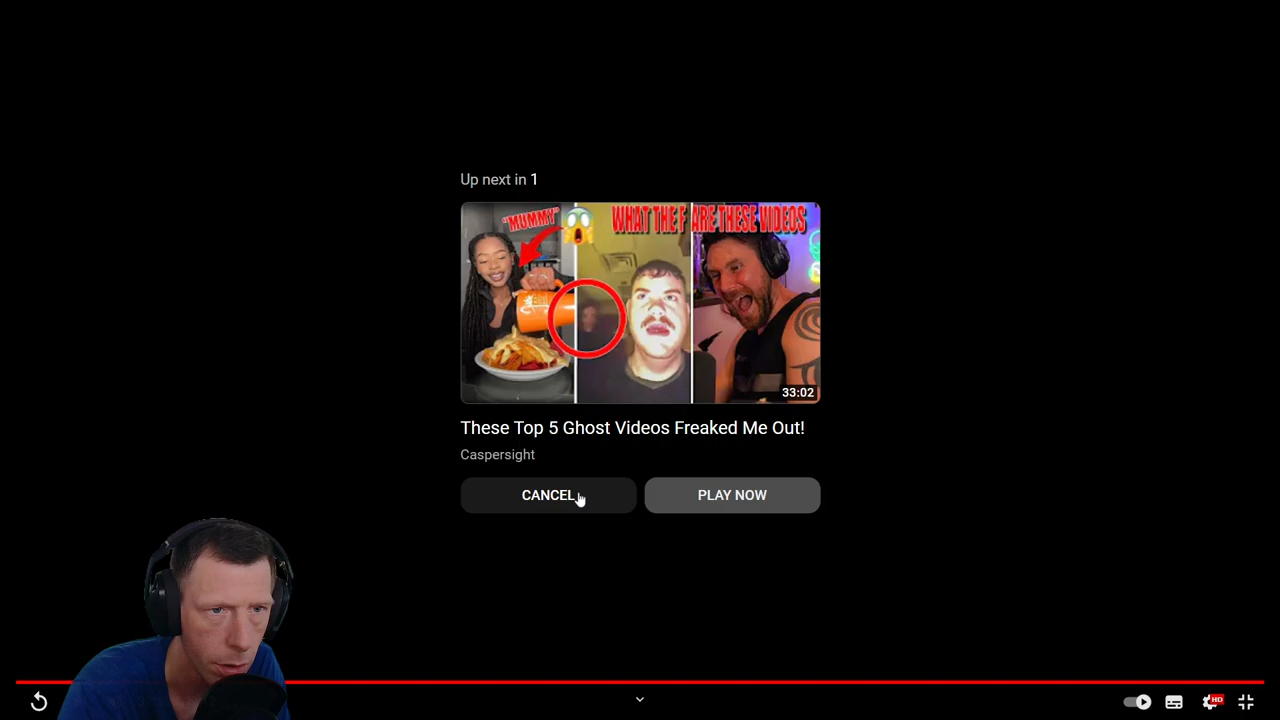 Up next in 1
"MUMMY"
WHAT THE F ARE THESE VIDEOS
33:02
These Top 5 Ghost Videos Freaked Me Out!
Caspersight
CANCEL
PLAY NOW
HD